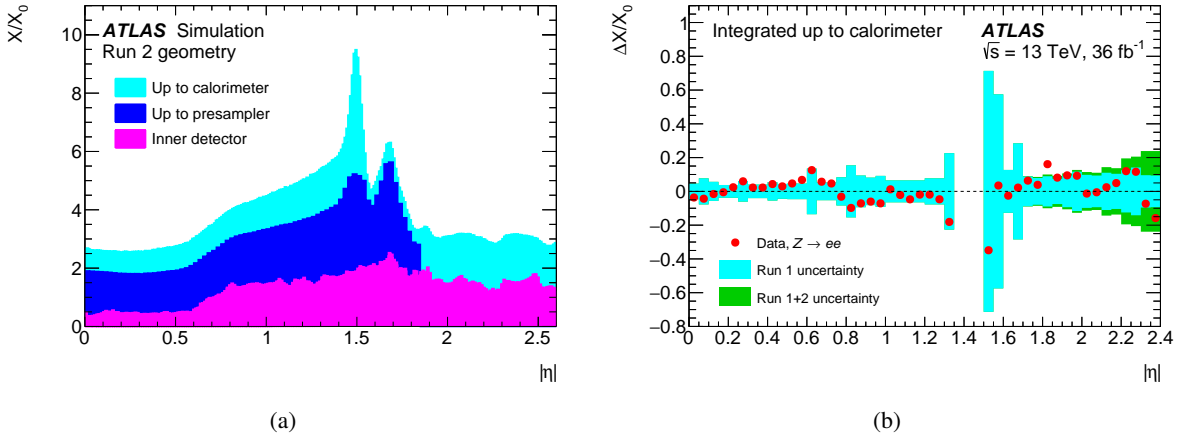 X/X0
10
8
6
4
2
0
ATLAS Simulation
Run 2 geometry
Up to calorimeter
Up to presampler
Inner detector
0 0.5 1 1.5 2 2.5
|η|
(a)
ΔX/X0
1
0.8
0.6
0.4
0.2
0
−0.2
−0.4
−0.6
−0.8
Integrated up to calorimeter
ATLAS
√s = 13 TeV, 36 fb-1
Data, Z → ee
Run 1 uncertainty
Run 1+2 uncertainty
0 0.2 0.4 0.6 0.8 1 1.2 1.4 1.6 1.8 2 2.2 2.4
|η|
(b)